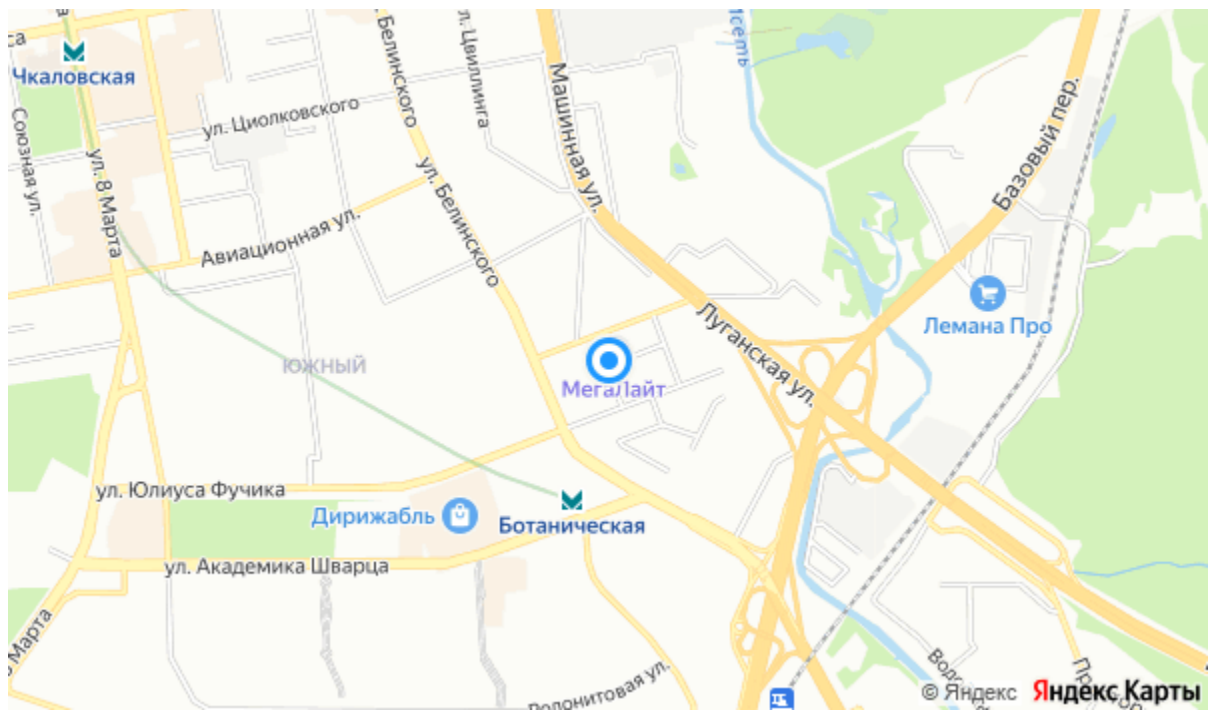 Чкаловская
ул. Циолковского
ул. Цвиллинга
ул. Белинского
Машинная ул.
Базовый пер.
Союзная ул.
ул. 8 Марта
Авиационная ул.
ул. Белинского
Лемана Про
Луганская ул.
ЮЖНЫЙ
МегаЛайт
ул. Юлиуса Фучика
Дирижабль
Ботаническая
ул. Академика Шварца
Марта
© Яндекс Яндекс Карты